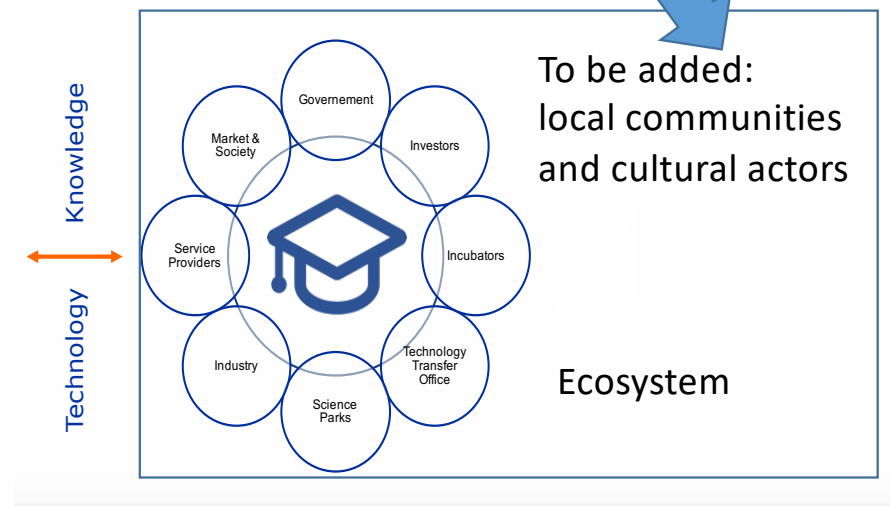 To be added:
local communities
and cultural actors
Knowledge
Technology
Governement
Market &
Society
Investors
Service
Providers
Incubators
Industry
Technology
Transfer
Office
Science
Parks
Ecosystem